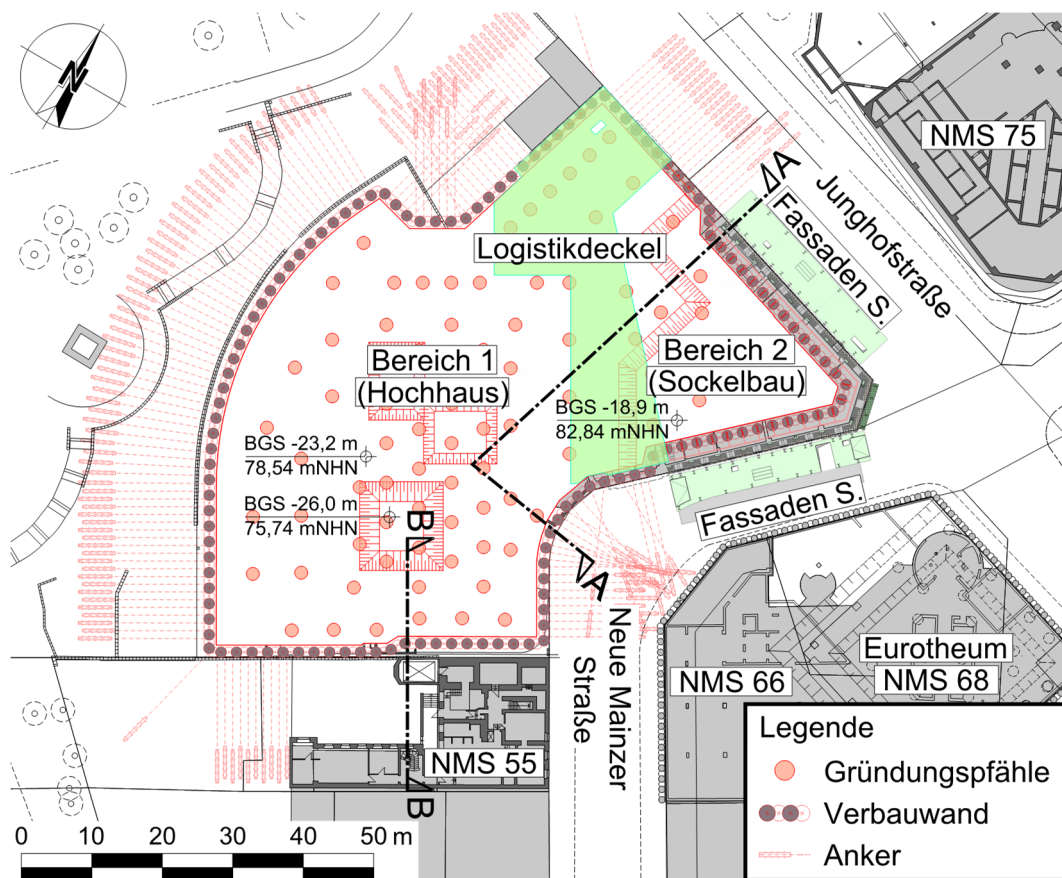 N
NMS 75
A
Junghofstraße
Fassaden S.
Logistikdeckel
Bereich 1
(Hochhaus)
Bereich 2
(Sockelbau)
BGS -18,9 m
82,84 mNHN
BGS -23,2 m
78,54 mNHN
BGS -26,0 m
75,74 mNHN
B
Fassaden S.
A
Neue Mainzer
Straße
Eurotheum
NMS 66
NMS 68
NMS 55
B
Legende
Gründungspfähle
Verbauwand
Anker
0 10 20 30 40 50 m